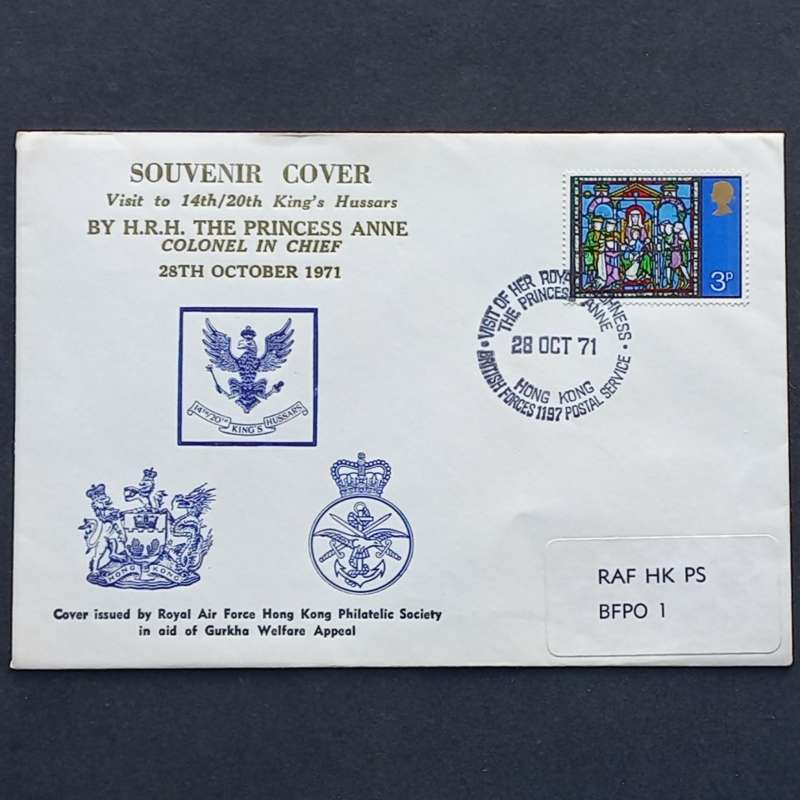 SOUVENIR COVER
Visit to 14th/20th King's Hussars
BY H.R.H. THE PRINCESS ANNE
COLONEL IN CHIEF
28TH OCTOBER 1971
3P
VISIT OF HER ROYAL HIGHNESS
THE PRINCESS ANNE
28 OCT 71
HONG KONG
BRITISH FORCES 1197 POSTAL SERVICE
14TH/20TH KING'S HUSSARS
HONG KONG
RAF HK PS
BFPO 1
Cover issued by Royal Air Force Hong Kong Philatelic Society
in aid of Gurkha Welfare Appeal